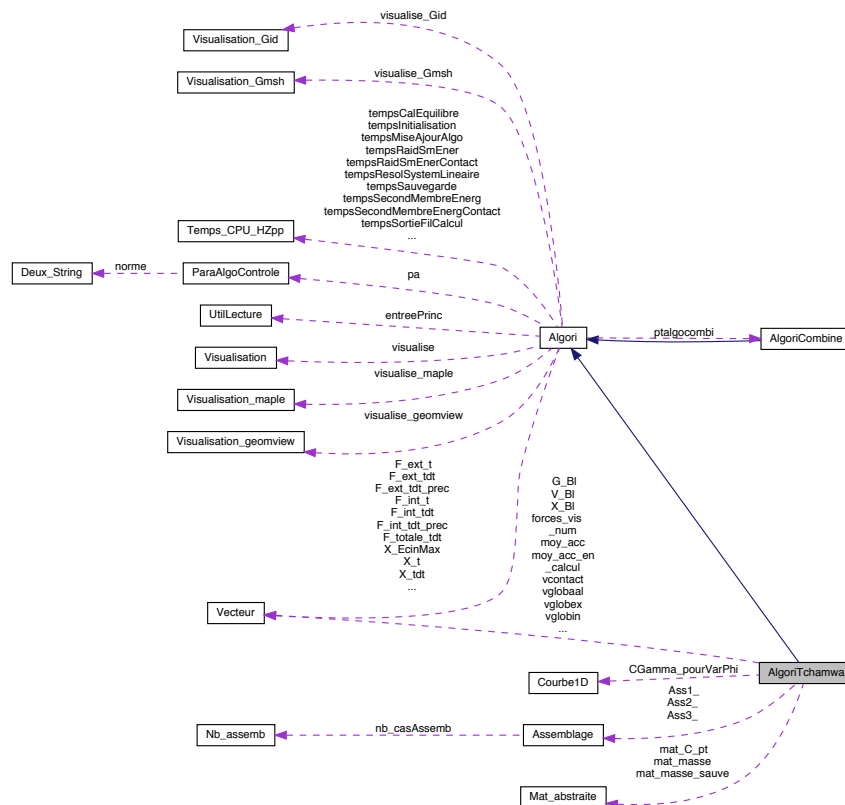 visualise_Gid
Visualisation_Gid
visualise_Gmsh
Visualisation_Gmsh
tempsCalEquilibre
tempsInitialisation
tempsMiseAjourAlgo
tempsRaidSmEner
tempsRaidSmEnerContact
tempsResolSystemLineaire
tempsSauvegarde
tempsSecondMembreEnerg
tempsSecondMembreEnergContact
tempsSortieFilCalcul
...
Temps_CPU_HZpp
Deux_String
norme
ParaAlgoControle
pa
UtilLecture
entreePrinc
Algori
ptalgocombi
AlgoriCombine
visualise
Visualisation
visualise_maple
Visualisation_maple
visualise_geomview
Visualisation_geomview
F_ext_t
F_ext_tdt
F_ext_tdt_prec
F_int_t
F_int_tdt
F_int_tdt_prec
F_totale_tdt
X_EcinMax
X_t
X_tdt
...
G_Bl
V_Bl
X_Bl
forces_vis
_num
moy_acc
moy_acc_en
_calcul
vcontact
vglobaal
vglobex
vglobin
...
Vecteur
AlgoriTchamwa
CGamma_pourVarPhi
Courbe1D
Ass1_
Ass2_
Ass3_
Nb_assemb
nb_casAssemb
Assemblage
mat_C_pt
mat_masse
mat_masse_sauve
Mat_abstraite